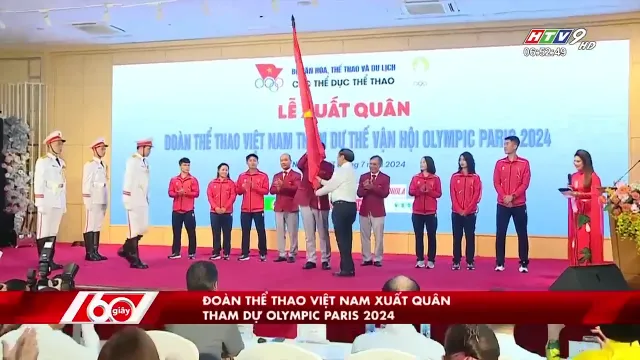 HTV9 HD
06:52:49
BỘ VĂN HÓA, THỂ THAO VÀ DU LỊCH
CỤC THỂ DỤC THỂ THAO
LỄ XUẤT QUÂN
ĐOÀN THỂ THAO VIỆT NAM THAM DỰ THẾ VẬN HỘI OLYMPIC PARIS 2024
2024
60 giây
ĐOÀN THỂ THAO VIỆT NAM XUẤT QUÂN
THAM DỰ OLYMPIC PARIS 2024